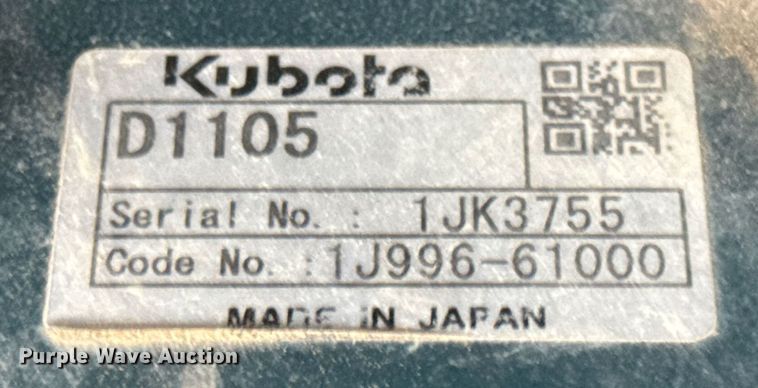 Kubota
D1105
Serial No. : 1JK3755
Code No. : 1J996-61000
MADE IN JAPAN
Purple Wave Auction